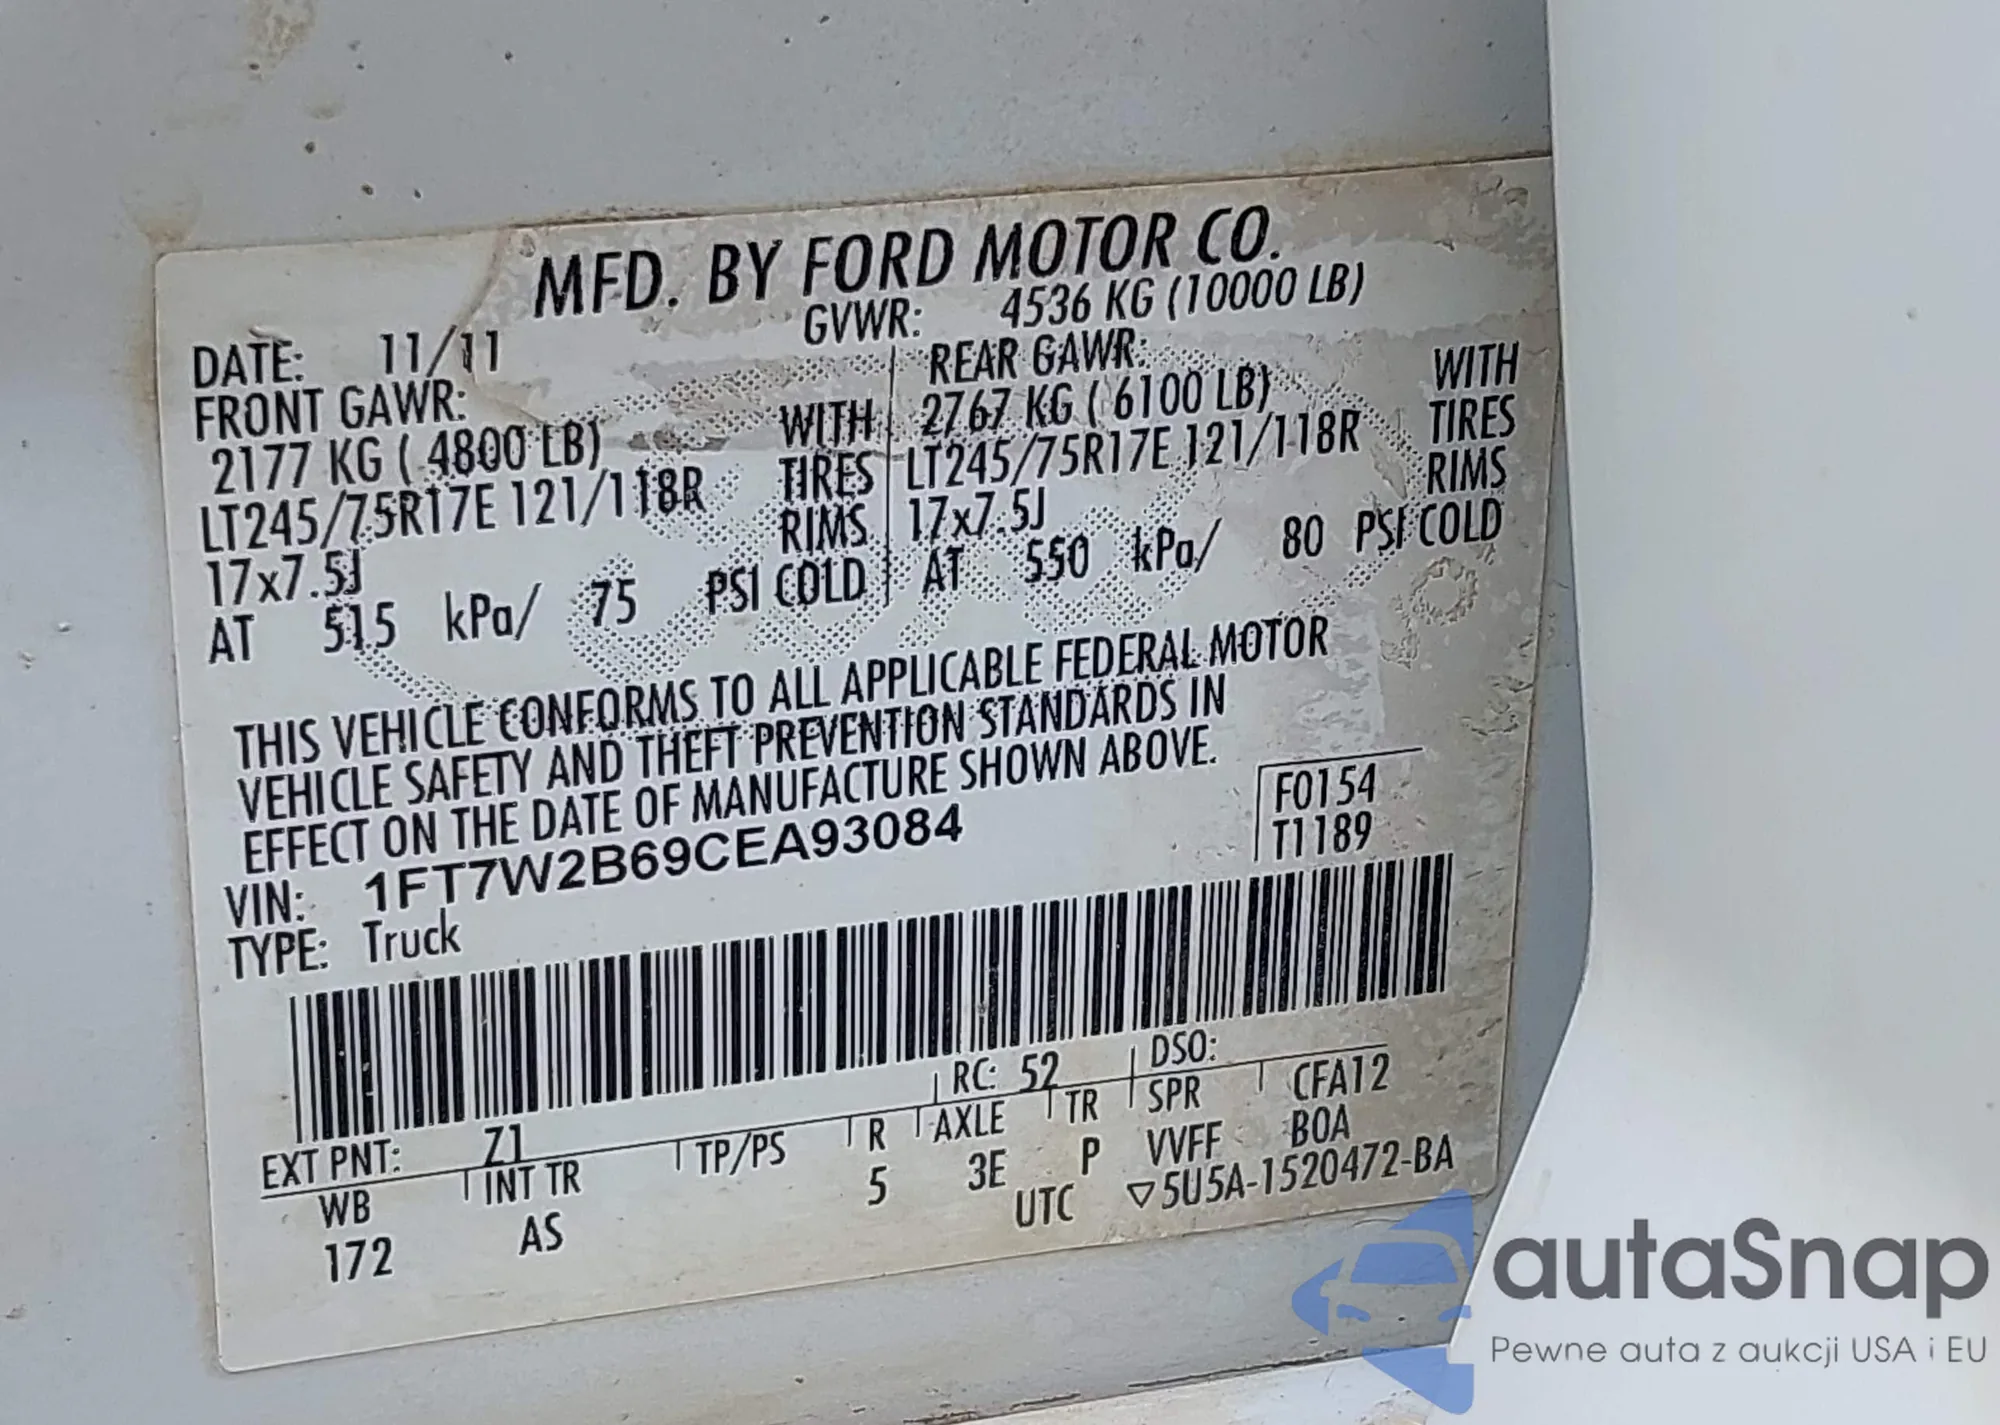 MFD. BY FORD MOTOR CO.
DATE: 11/11 GVWR: 4536 KG (10000 LB)
FRONT GAWR: REAR GAWR:
2177 KG ( 4800 LB) WITH 2767 KG ( 6100 LB) WITH
LT245/75R17E 121/118R TIRES LT245/75R17E 121/118R TIRES
17x7.5J RIMS 17x7.5J RIMS
AT 515 kPa/ 75 PSI COLD AT 550 kPa/ 80 PSI COLD
THIS VEHICLE CONFORMS TO ALL APPLICABLE FEDERAL MOTOR
VEHICLE SAFETY AND THEFT PREVENTION STANDARDS IN
EFFECT ON THE DATE OF MANUFACTURE SHOWN ABOVE.
VIN: 1FT7W2B69CEA93084 F0154
TYPE: Truck T1189
EXT PNT: Z1 RC: 52 DSO:
WB INT TR TP/PS R AXLE TR SPR CFA12
172 AS 5 3E P VVFF BOA
UTC ▽5U5A-1520472-BA
autaSnap
Pewne auta z aukcji USA i EU